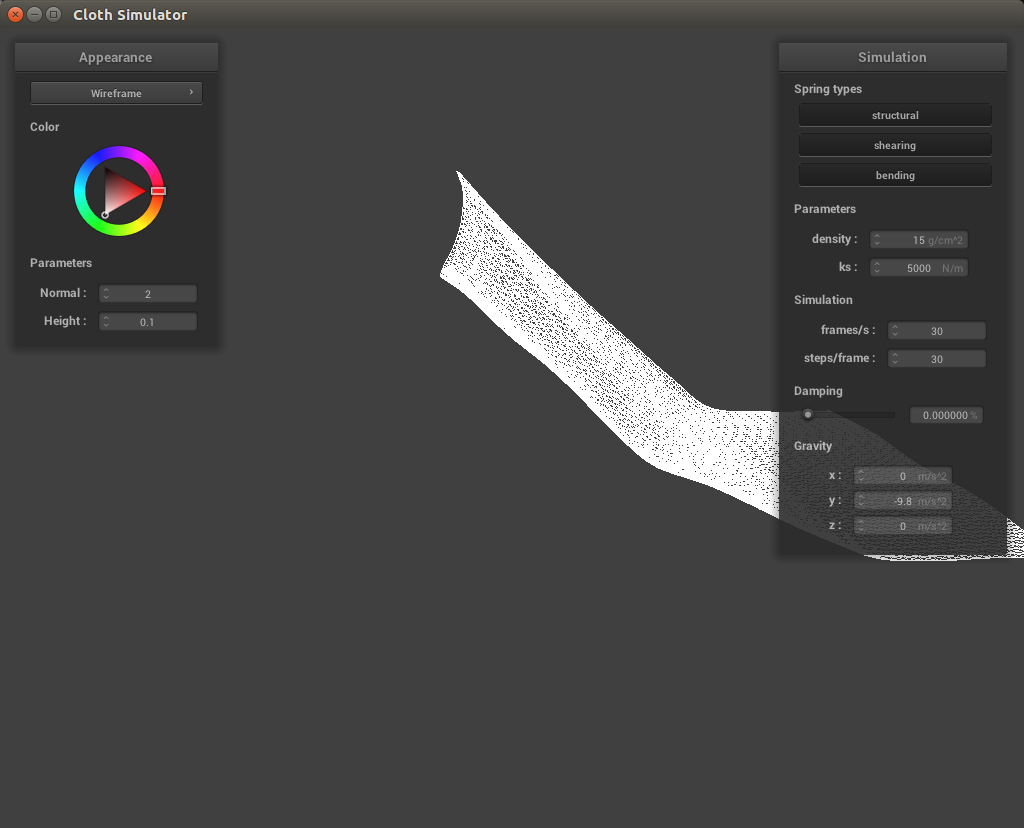 Cloth Simulator
Appearance
Wireframe
Color
Parameters
Normal : 2
Height : 0.1
Simulation
Spring types
structural
shearing
bending
Parameters
density : 15 g/cm^2
ks : 5000 N/m
Simulation
frames/s : 30
steps/frame : 30
Damping
0.000000 %
Gravity
x : 0 m/s^2
y : -9.8 m/s^2
z : 0 m/s^2